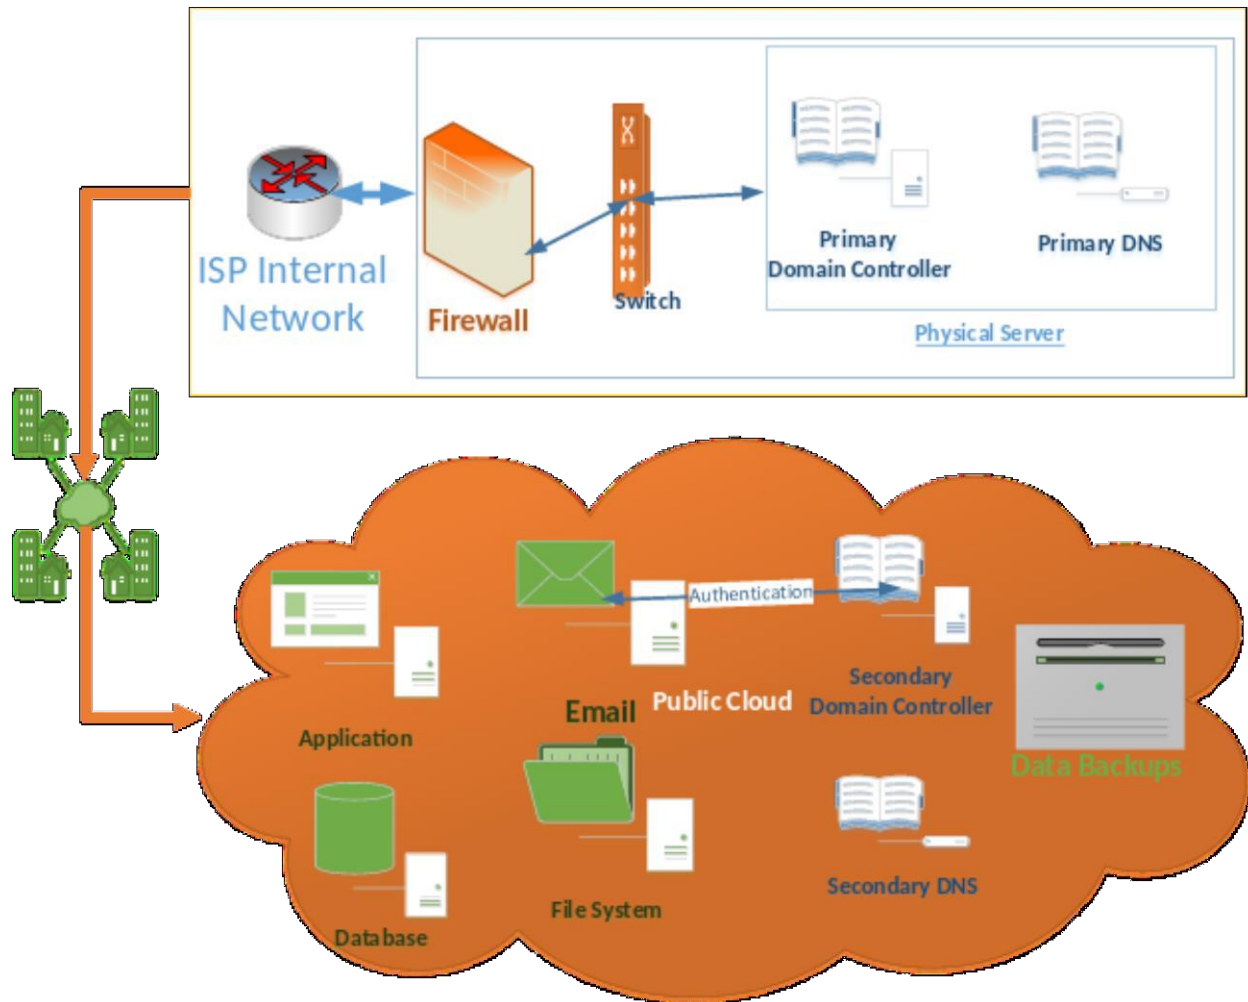 ISP Internal
Network
Firewall
Switch
Primary
Domain Controller
Primary DNS
Physical Server
Authentication
Application
Email
Public Cloud
Secondary
Domain Controller
Data Backups
Database
File System
Secondary DNS